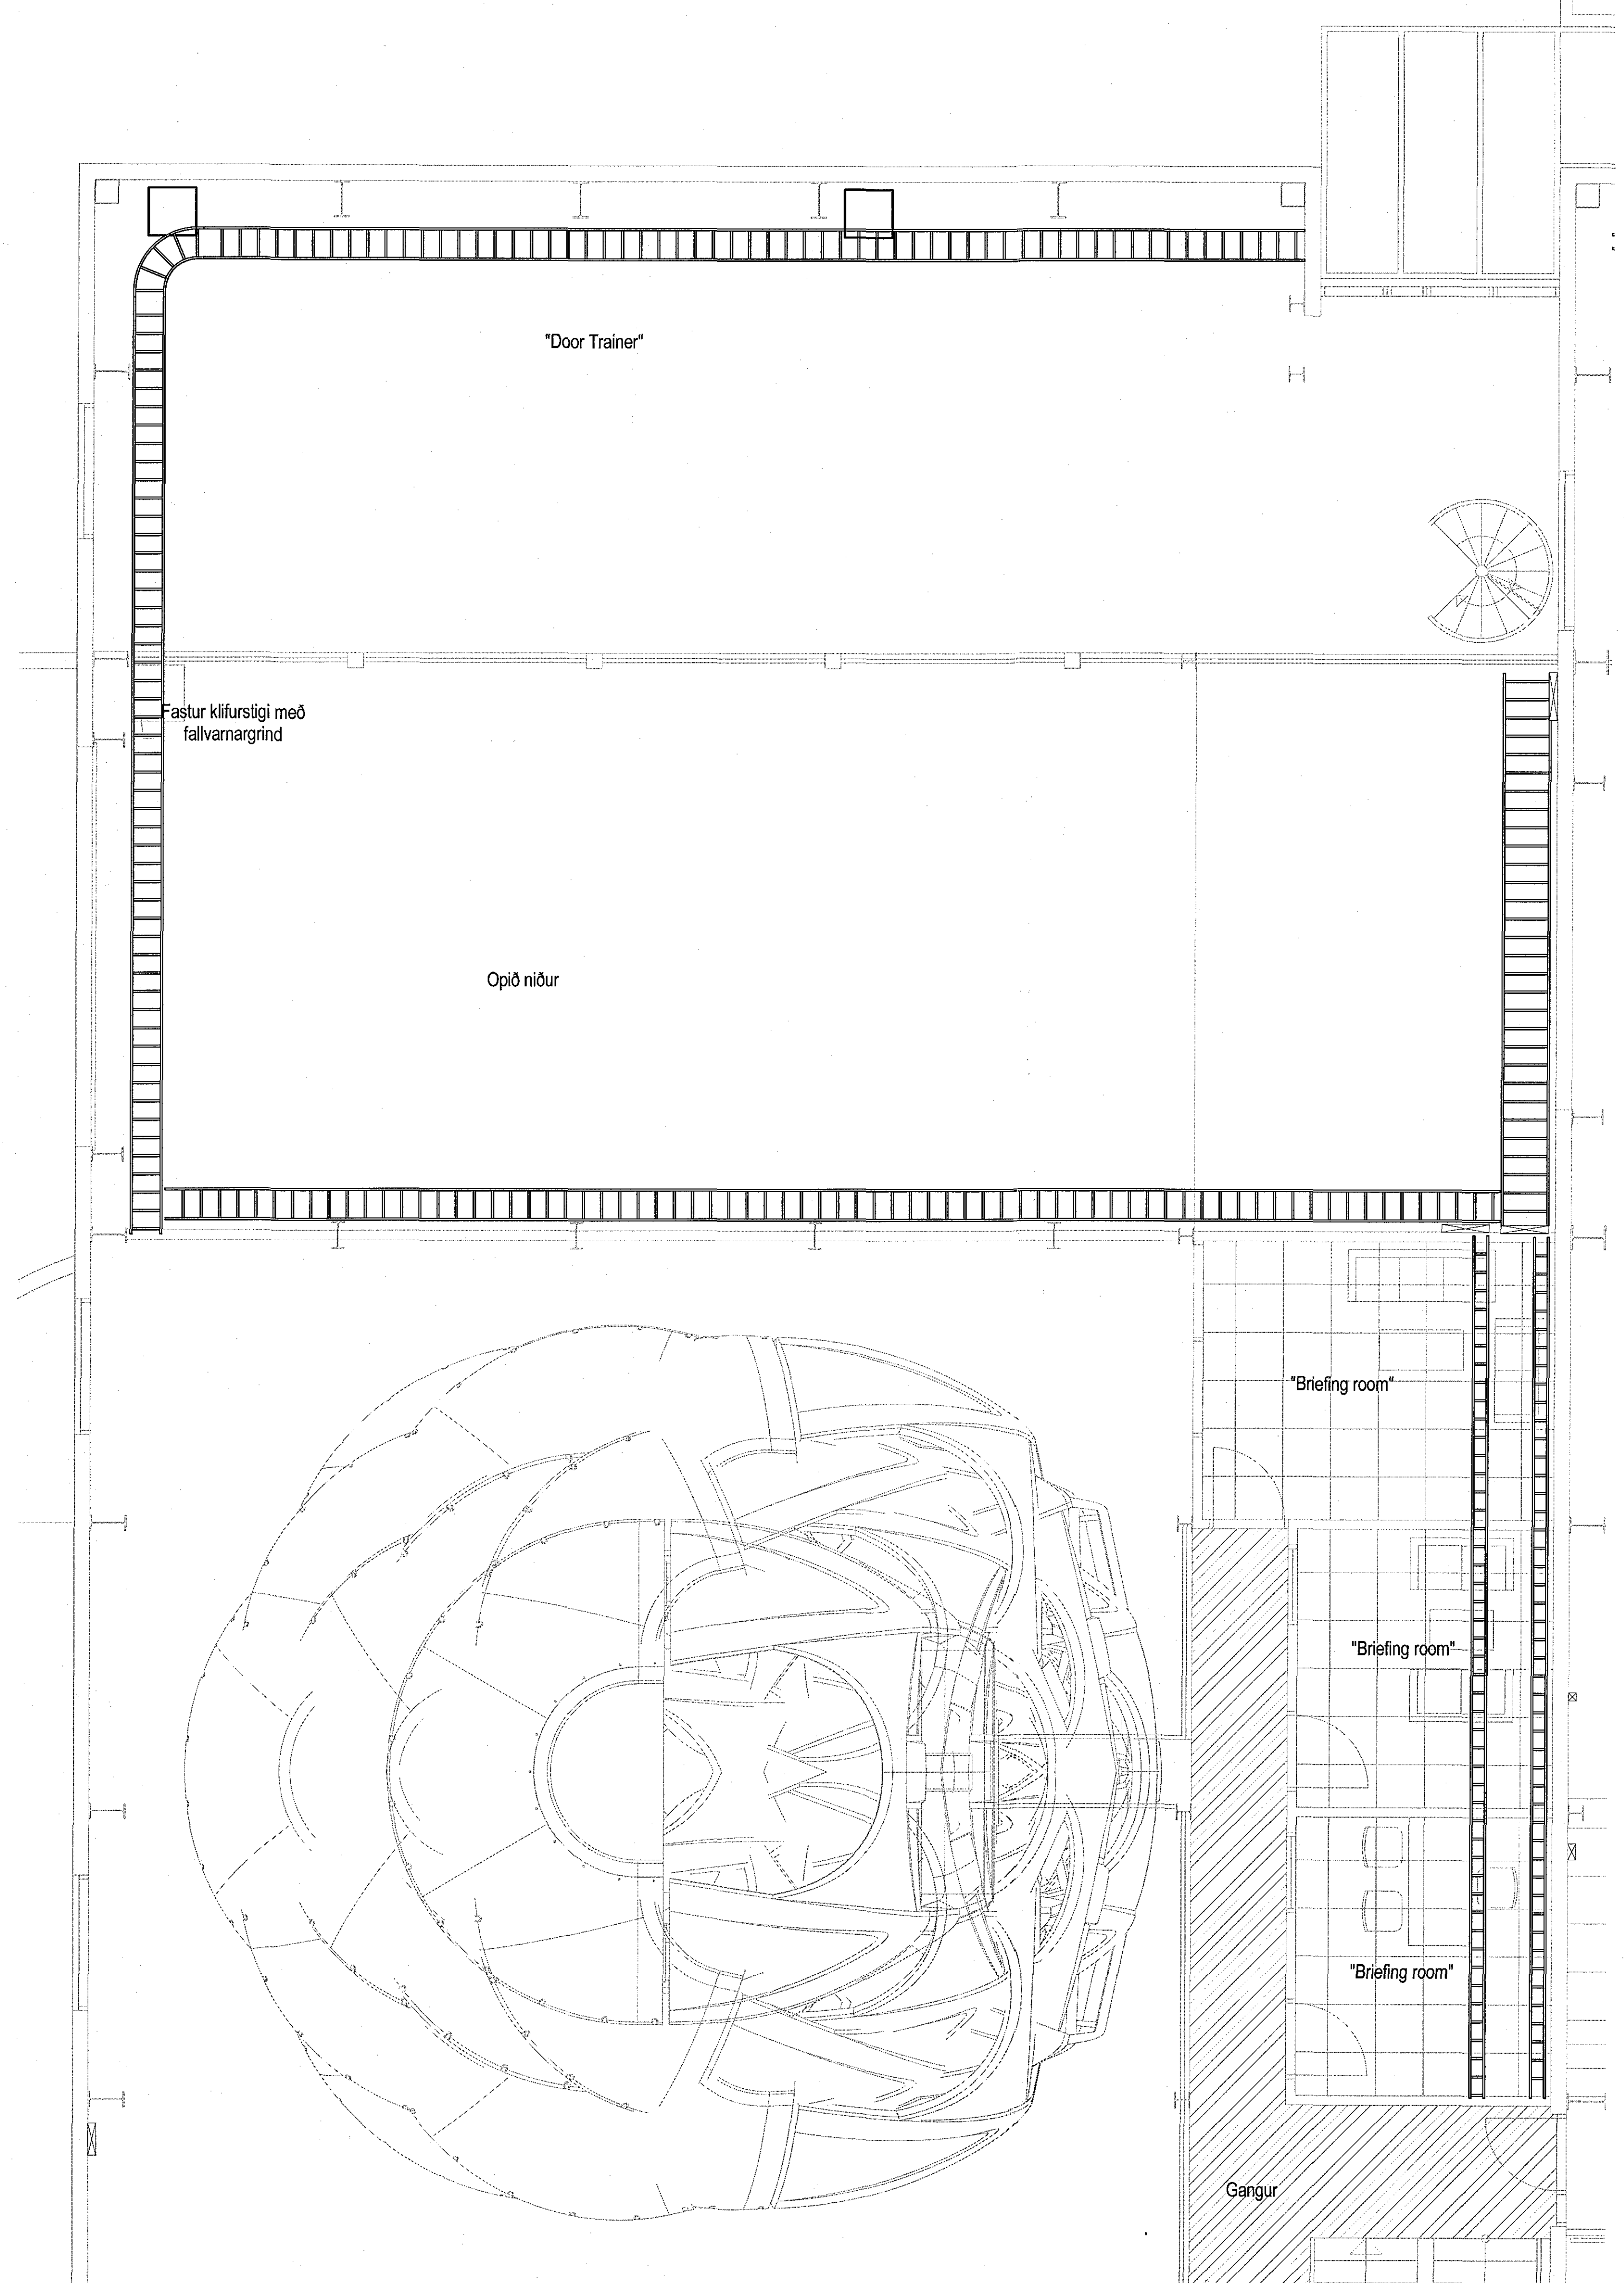 "Door Trainer"
Fastur klifurstigi með
fallvarnargrind
Opið niður
"Briefing room"
"Briefing room"
"Briefing room"
Gangur